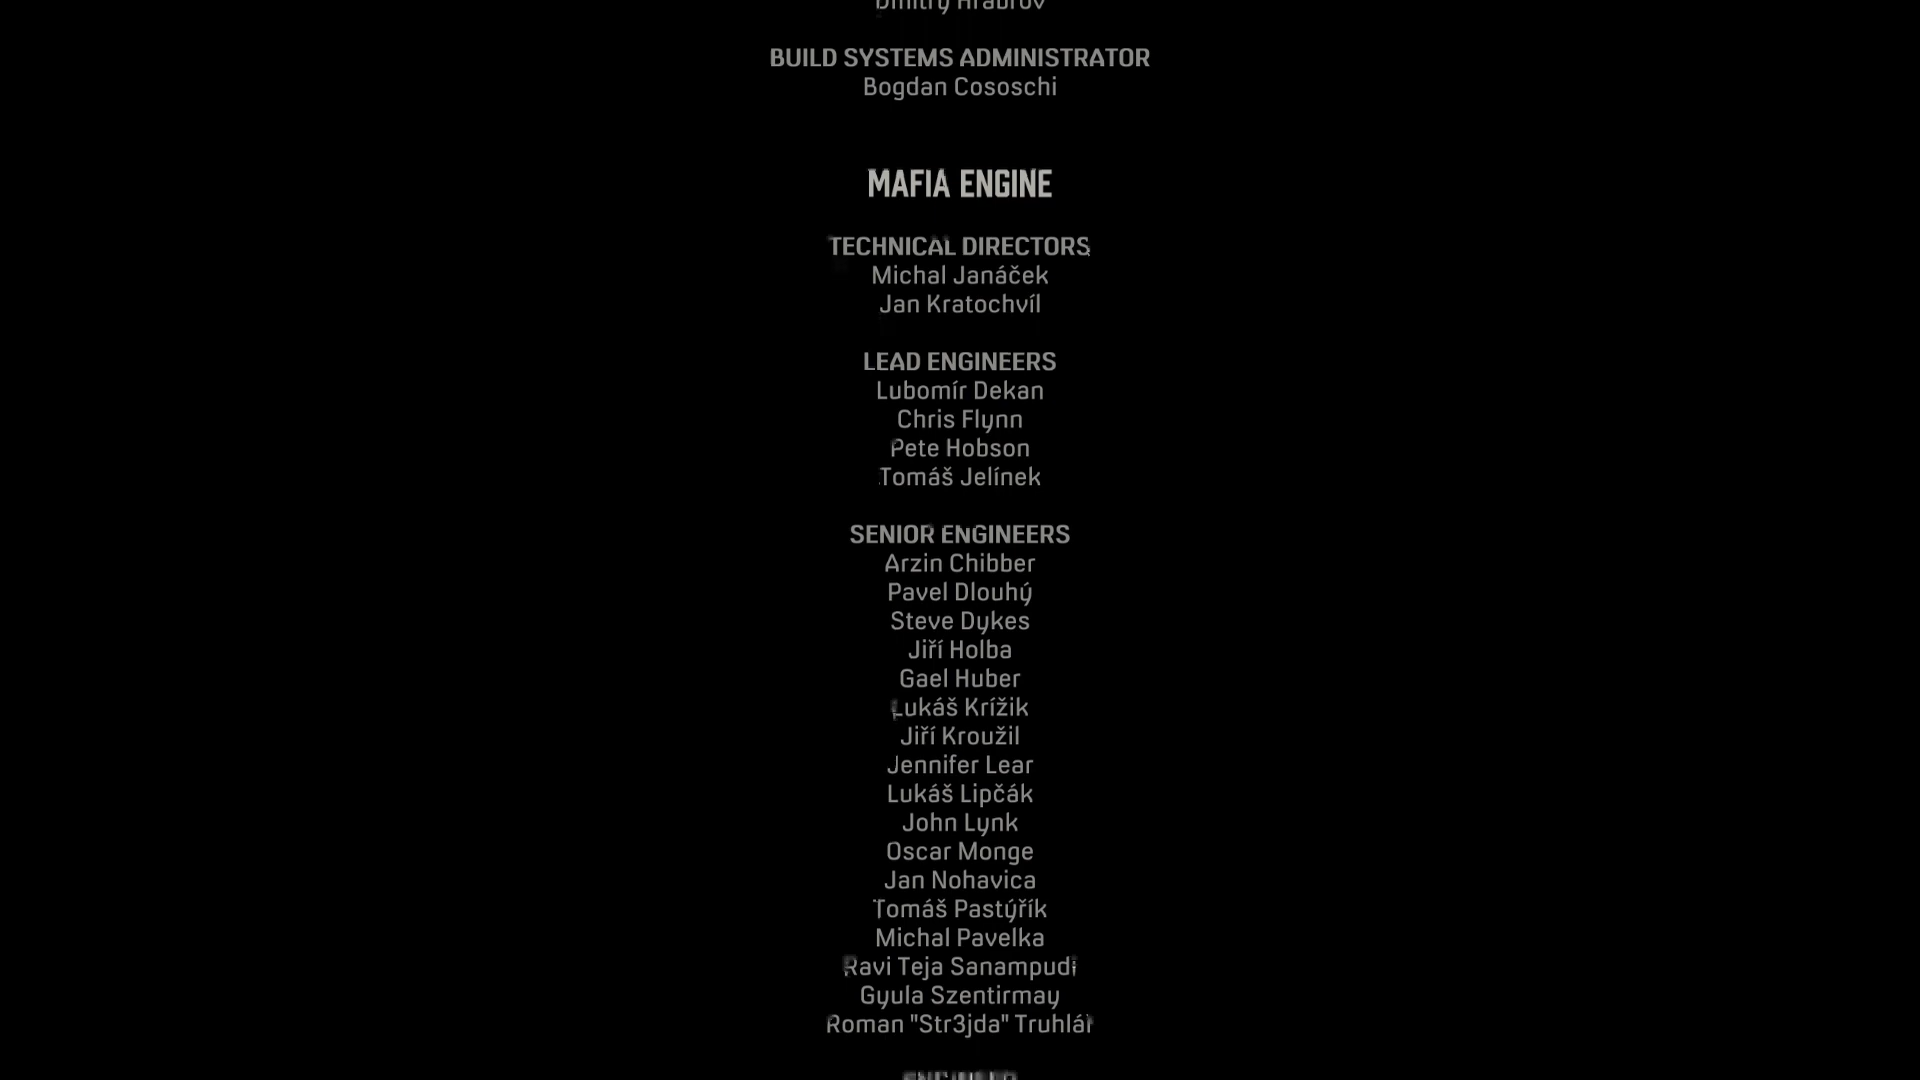 Dmitry Hrabrov
BUILD SYSTEMS ADMINISTRATOR
Bogdan Cososchi
MAFIA ENGINE
TECHNICAL DIRECTORS
Michal Janáček
Jan Kratochvíl
LEAD ENGINEERS
Lubomír Dekan
Chris Flynn
Pete Hobson
Tomáš Jelínek
SENIOR ENGINEERS
Arzin Chibber
Pavel Dlouhý
Steve Dykes
Jiří Holba
Gael Huber
Lukáš Krížik
Jiří Kroužil
Jennifer Lear
Lukáš Lipčák
John Lynk
Oscar Monge
Jan Nohavica
Tomáš Pastýřík
Michal Pavelka
Ravi Teja Sanampudi
Gyula Szentirmay
Roman "Str3jda" Truhlář